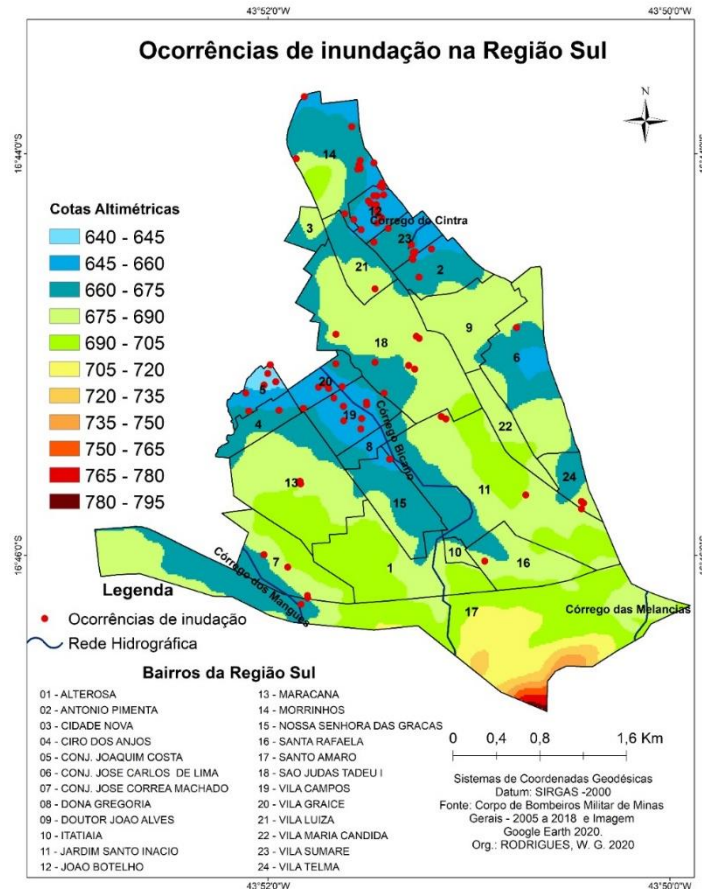 43°52'0"W
43°50'0"W
Ocorrências de inundação na Região Sul
N
16°44'0"S
16°44'0"S
14
12
Córrego do Cintra
3
23
21
2
Cotas Altimétricas
640 - 645
645 - 660
660 - 675
675 - 690
690 - 705
705 - 720
720 - 735
735 - 750
750 - 765
765 - 780
780 - 795
9
18
6
20
5
19
4
Córrego Bicano
22
8
13
11
24
15
16°46'0"S
16°46'0"S
10
7
1
16
Córrego dos Mangues
17
Córrego das Melancias
Legenda
Ocorrências de inudação
Rede Hidrográfica
Bairros da Região Sul
01 - ALTEROSA
02 - ANTONIO PIMENTA
03 - CIDADE NOVA
04 - CIRO DOS ANJOS
05 - CONJ. JOAQUIM COSTA
06 - CONJ. JOSE CARLOS DE LIMA
07 - CONJ. JOSE CORREA MACHADO
08 - DONA GREGORIA
09 - DOUTOR JOAO ALVES
10 - ITATIAIA
11 - JARDIM SANTO INACIO
12 - JOAO BOTELHO
13 - MARACANA
14 - MORRINHOS
15 - NOSSA SENHORA DAS GRACAS
16 - SANTA RAFAELA
17 - SANTO AMARO
18 - SAO JUDAS TADEU I
19 - VILA CAMPOS
20 - VILA GRAICE
21 - VILA LUIZA
22 - VILA MARIA CANDIDA
23 - VILA SUMARE
24 - VILA TELMA
0 0,4 0,8 1,6 Km
Sistemas de Coordenadas Geodésicas
Datum: SIRGAS -2000
Fonte: Corpo de Bombeiros Militar de Minas
Gerais - 2005 a 2018 e Imagem
Google Earth 2020.
Org.: RODRIGUES, W. G. 2020
43°52'0"W
43°50'0"W